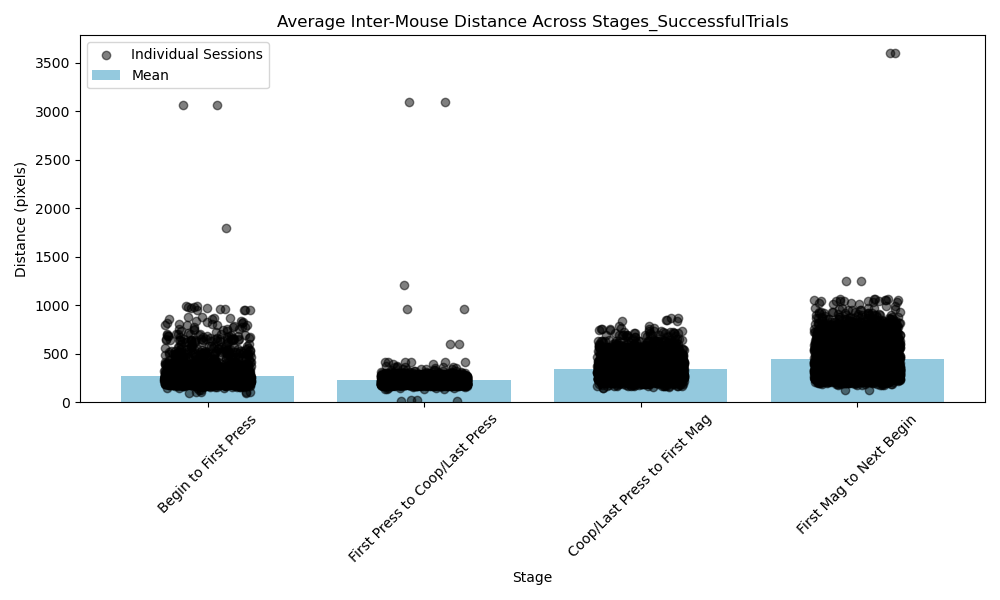 Average Inter-Mouse Distance Across Stages_SuccessfulTrials
Individual Sessions
Mean
Distance (pixels)
3500
3000
2500
2000
1500
1000
500
0
Begin to First Press
First Press to Coop/Last Press
Coop/Last Press to First Mag
First Mag to Next Begin
Stage